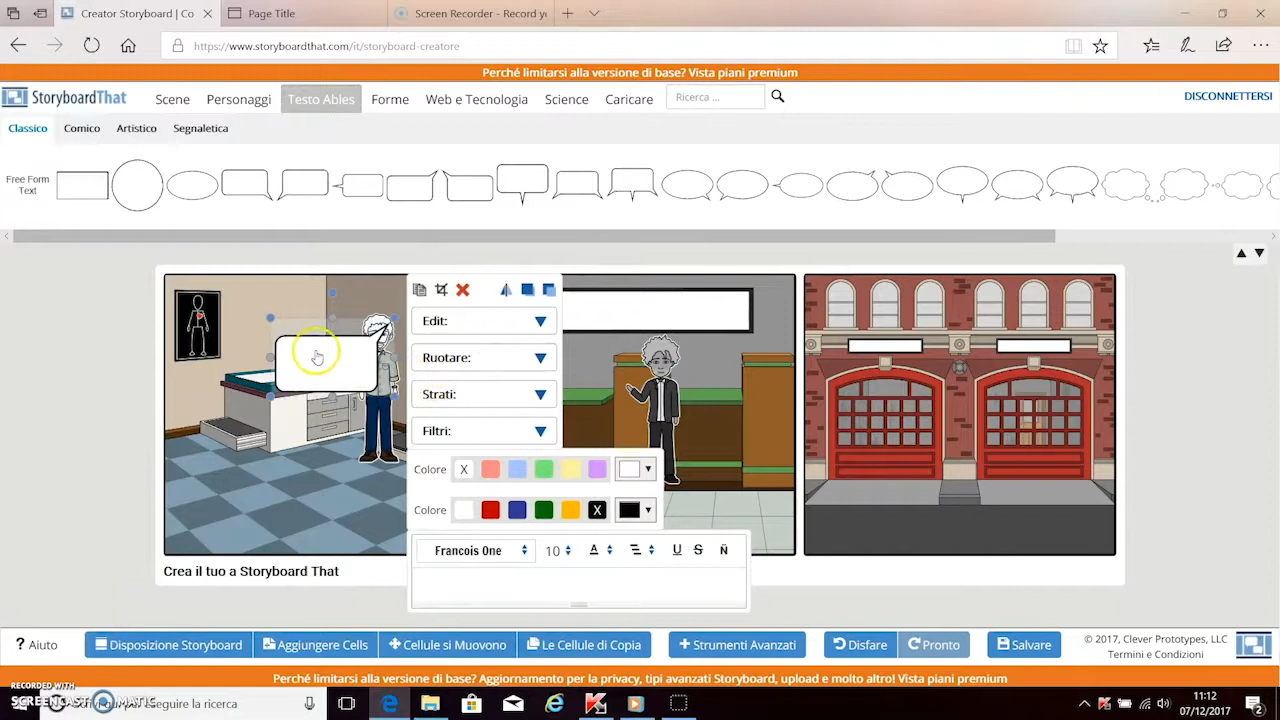 Creator Storyboard | Co
Page Title
Screen Recorder - Record yo
https://www.storyboardthat.com/it/storyboard-creatore
Perché limitarsi alla versione di base? Vista piani premium
StoryboardThat
Scene
Personaggi
Testo Ables
Forme
Web e Tecnologia
Science
Caricare
Ricerca ...
DISCONNETTERSI
Classico
Comico
Artistico
Segnaletica
Free Form
Text
Edit:
Ruotare:
Strati:
Filtri:
Colore
X
Colore
X
Francois One
10
A
U
S
Ñ
Crea il tuo a Storyboard That
? Aiuto
Disposizione Storyboard
Aggiungere Cells
Cellule si Muovono
Le Cellule di Copia
Strumenti Avanzati
Disfare
Pronto
Salvare
© 2017, Clever Prototypes, LLC
Termini e Condizioni
Perché limitarsi alla versione di base? Aggiornamento per la privacy, tipi avanzati Storyboard, upload e molto altro! Vista piani premium
RECORDED WITH
SCREENCAST MATIC
eseguire la ricerca
11:12
07/12/2017
2